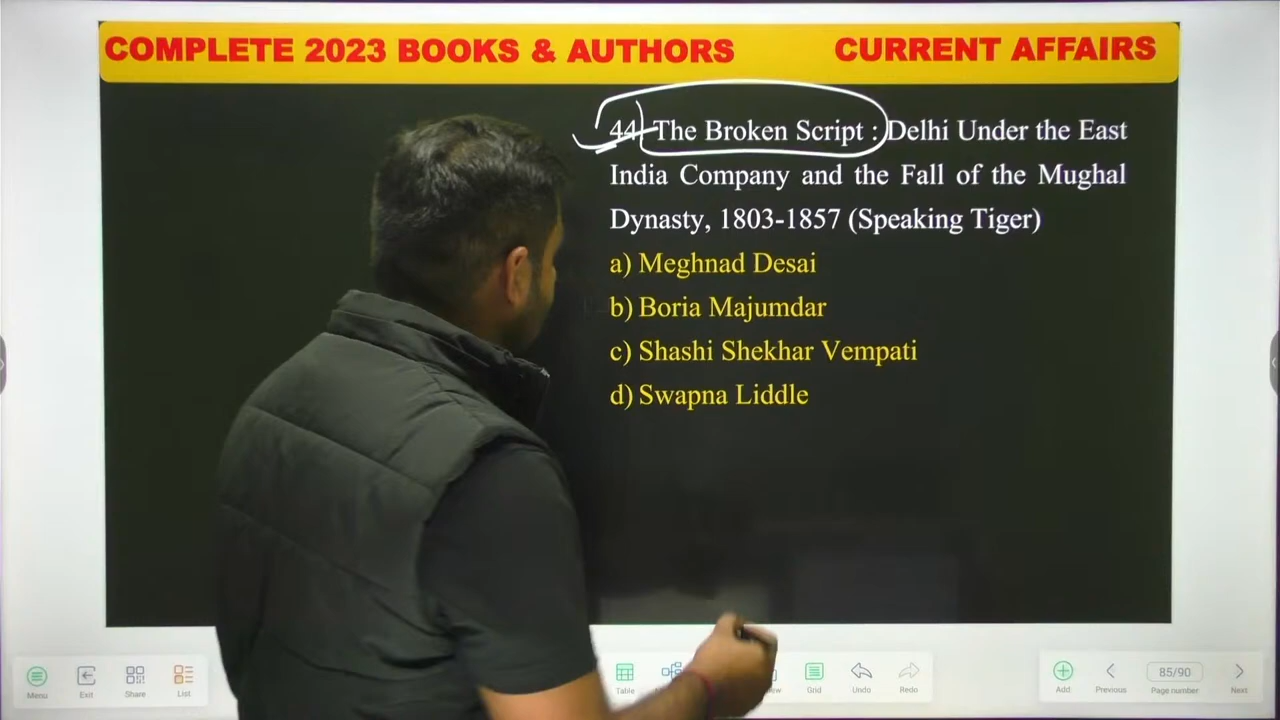 COMPLETE 2023 BOOKS & AUTHORS CURRENT AFFAIRS
44 The Broken Script : Delhi Under the East
India Company and the Fall of the Mughal
Dynasty, 1803-1857 (Speaking Tiger)
a) Meghnad Desai
b) Boria Majumdar
c) Shashi Shekhar Vempati
d) Swapna Liddle
Menu Exit Share List Table Grid Undo Redo Add Previous 85/90 Page number Next